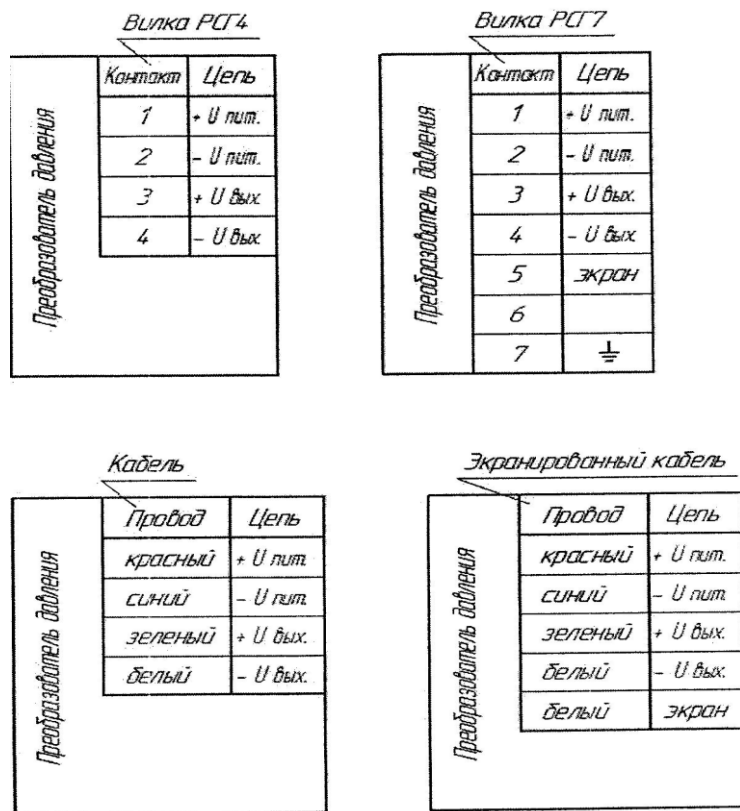 Вилка РСГ4
Преобразователь давления
Контакт Цепь
1 + U пит.
2 - U пит.
3 + U вых.
4 - U вых.
Вилка РСГ7
Преобразователь давления
Контакт Цепь
1 + U пит.
2 - U пит.
3 + U вых.
4 - U вых.
5 экран
6
7
Кабель
Преобразователь давления
Провод Цепь
красный + U пит.
синий - U пит.
зеленый + U вых.
белый - U вых.
Экранированный кабель
Преобразователь давления
Провод Цепь
красный + U пит.
синий - U пит.
зеленый + U вых.
белый - U вых.
белый экран